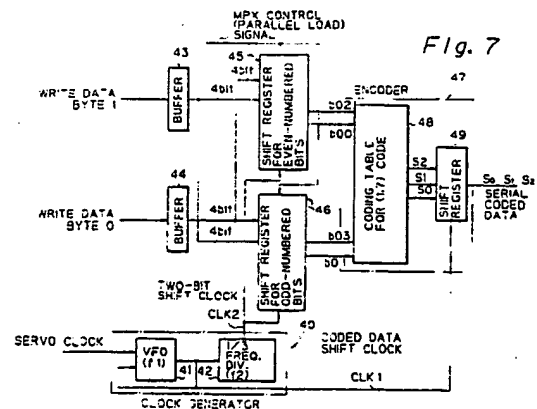 MPX CONTROL
(PARALLEL LOAD)
SIGNAL
FIg. 7
43
45
4bit
47
WRITE DATA
BYTE 1
BUFFER
4bit
SHIFT REGISTER
FOR
EVEN-NUMBERED
BITS
ENCODER
b02
b00
48
CODING TABLE
FOR (1,7) CODE
49
S2
S1
S0
SHIFT
REGISTER
S0 S1 S2
SERIAL
CODED
DATA
44
WRITE DATA
BYTE 0
BUFFER
4bit
4bit
SHIFT REGISTER
FOR
ODD-NUMBERED
BITS
46
b03
b01
TWO-BIT
SHIFT CLOCK
CLK2
40
CODED DATA
SHIFT CLOCK
SERVO CLOCK
VFO
(f1)
41
42
1/3
FREQ.
DIV.
(f2)
CLK1
CLOCK GENERATOR